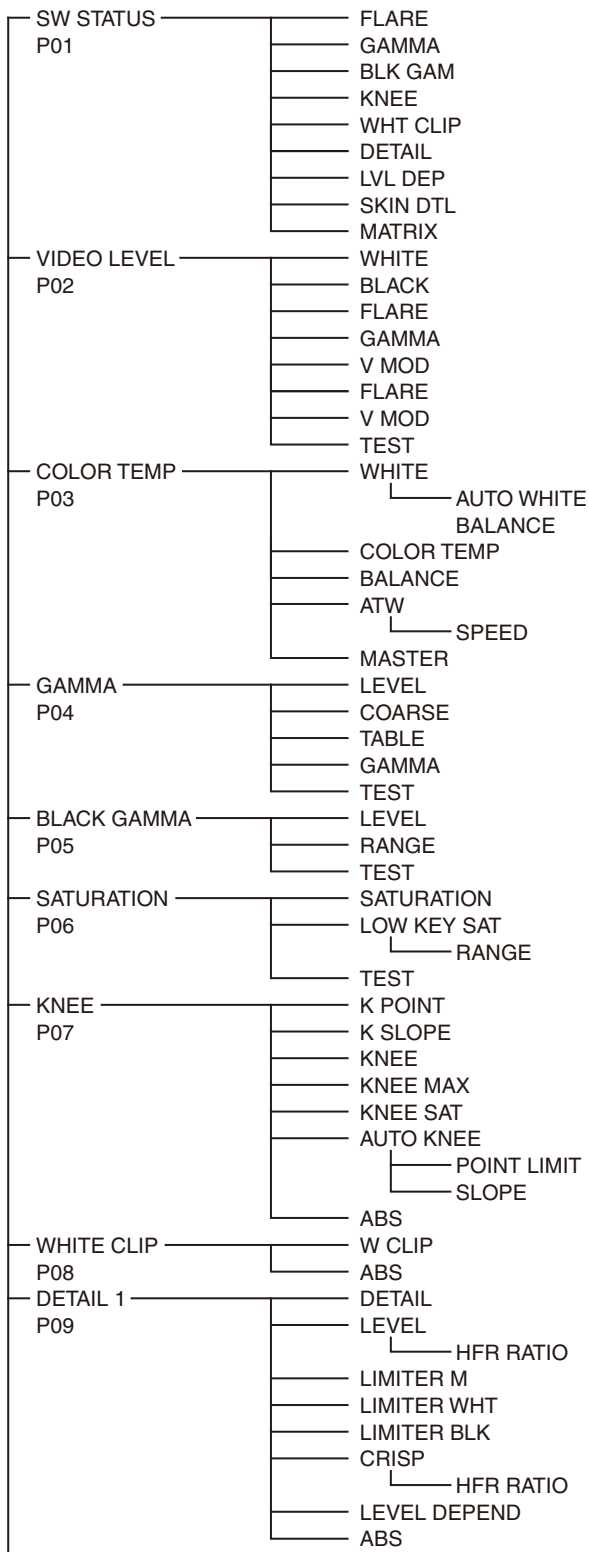 SW STATUS FLARE
P01 GAMMA
BLK GAM
KNEE
WHT CLIP
DETAIL
LVL DEP
SKIN DTL
MATRIX
VIDEO LEVEL WHITE
P02 BLACK
FLARE
GAMMA
V MOD
FLARE
V MOD
TEST
COLOR TEMP WHITE
P03 AUTO WHITE
BALANCE
COLOR TEMP
BALANCE
ATW
SPEED
MASTER
GAMMA LEVEL
P04 COARSE
TABLE
GAMMA
TEST
BLACK GAMMA LEVEL
P05 RANGE
TEST
SATURATION SATURATION
P06 LOW KEY SAT
RANGE
TEST
KNEE K POINT
P07 K SLOPE
KNEE
KNEE MAX
KNEE SAT
AUTO KNEE
POINT LIMIT
SLOPE
ABS
WHITE CLIP W CLIP
P08 ABS
DETAIL 1 DETAIL
P09 LEVEL
HFR RATIO
LIMITER M
LIMITER WHT
LIMITER BLK
CRISP
HFR RATIO
LEVEL DEPEND
ABS